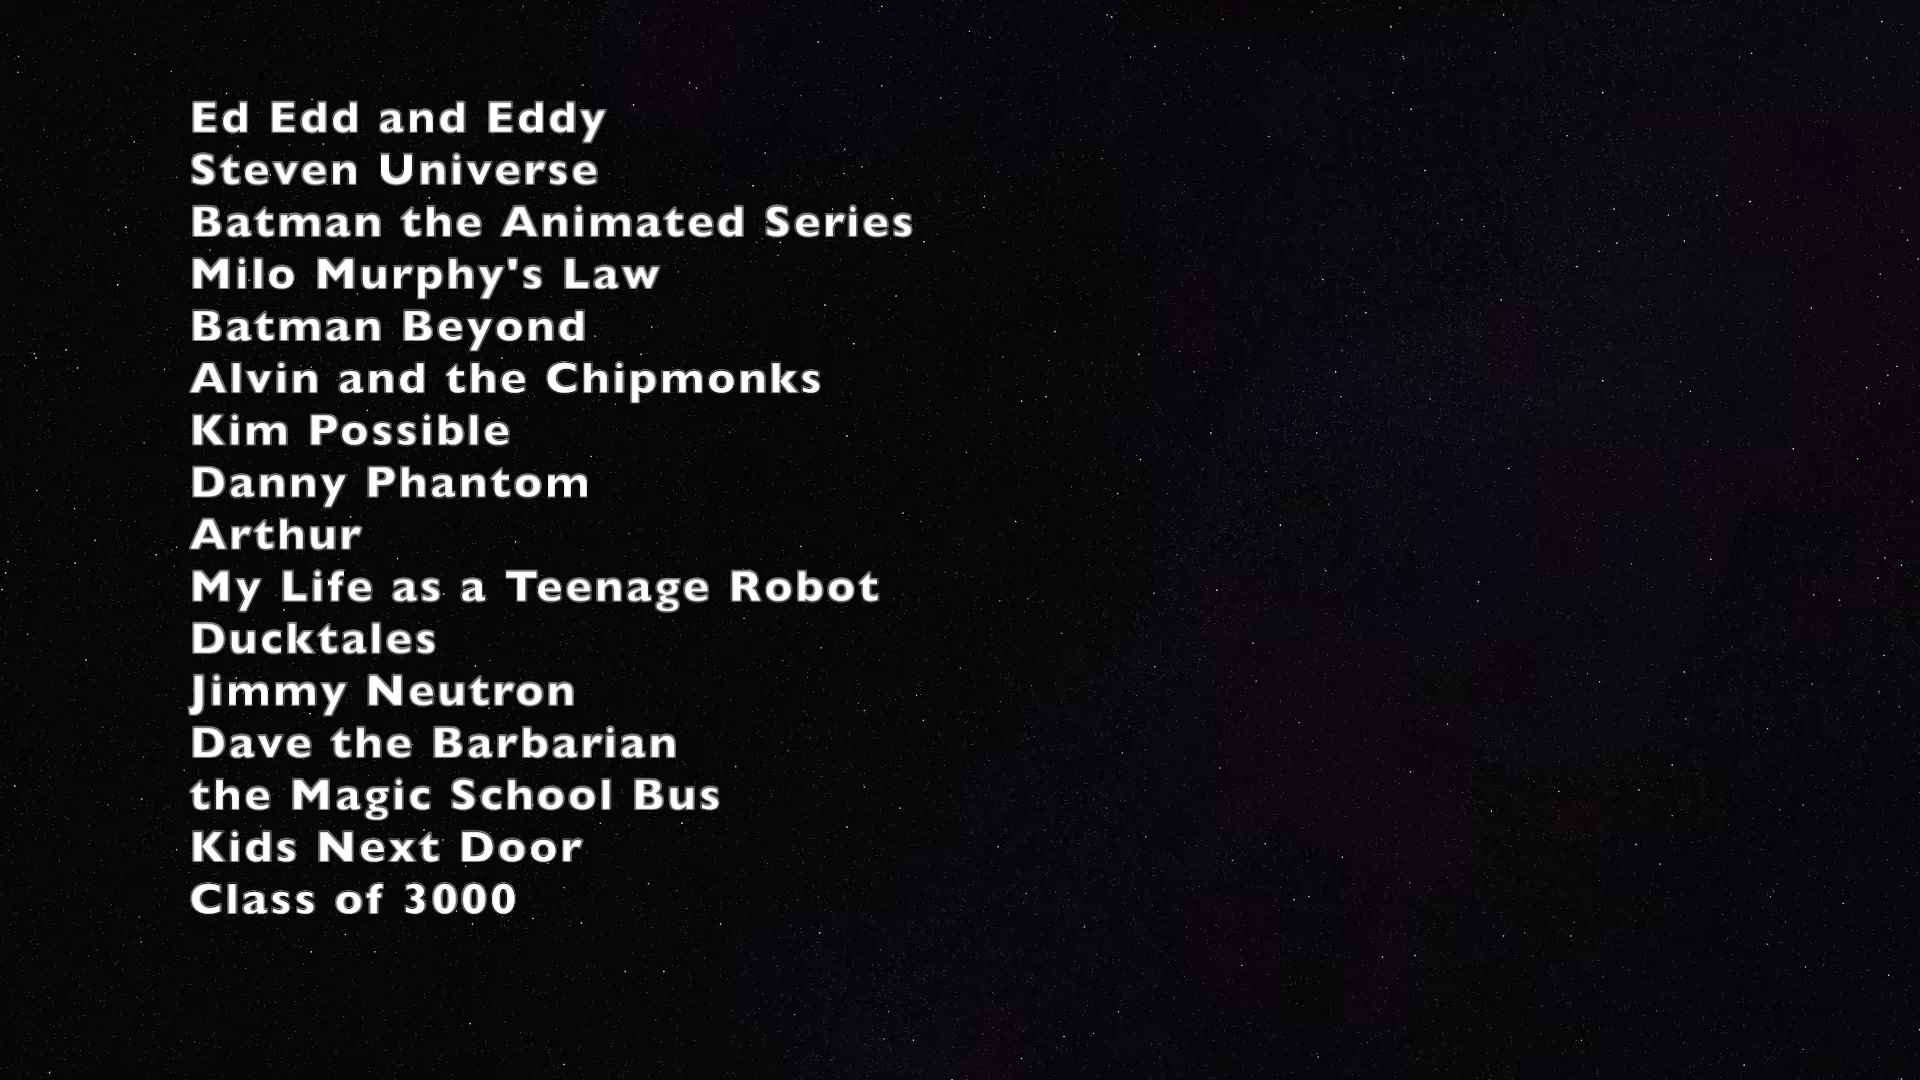 Ed Edd and Eddy
Steven Universe
Batman the Animated Series
Milo Murphy's Law
Batman Beyond
Alvin and the Chipmonks
Kim Possible
Danny Phantom
Arthur
My Life as a Teenage Robot
Ducktales
Jimmy Neutron
Dave the Barbarian
the Magic School Bus
Kids Next Door
Class of 3000